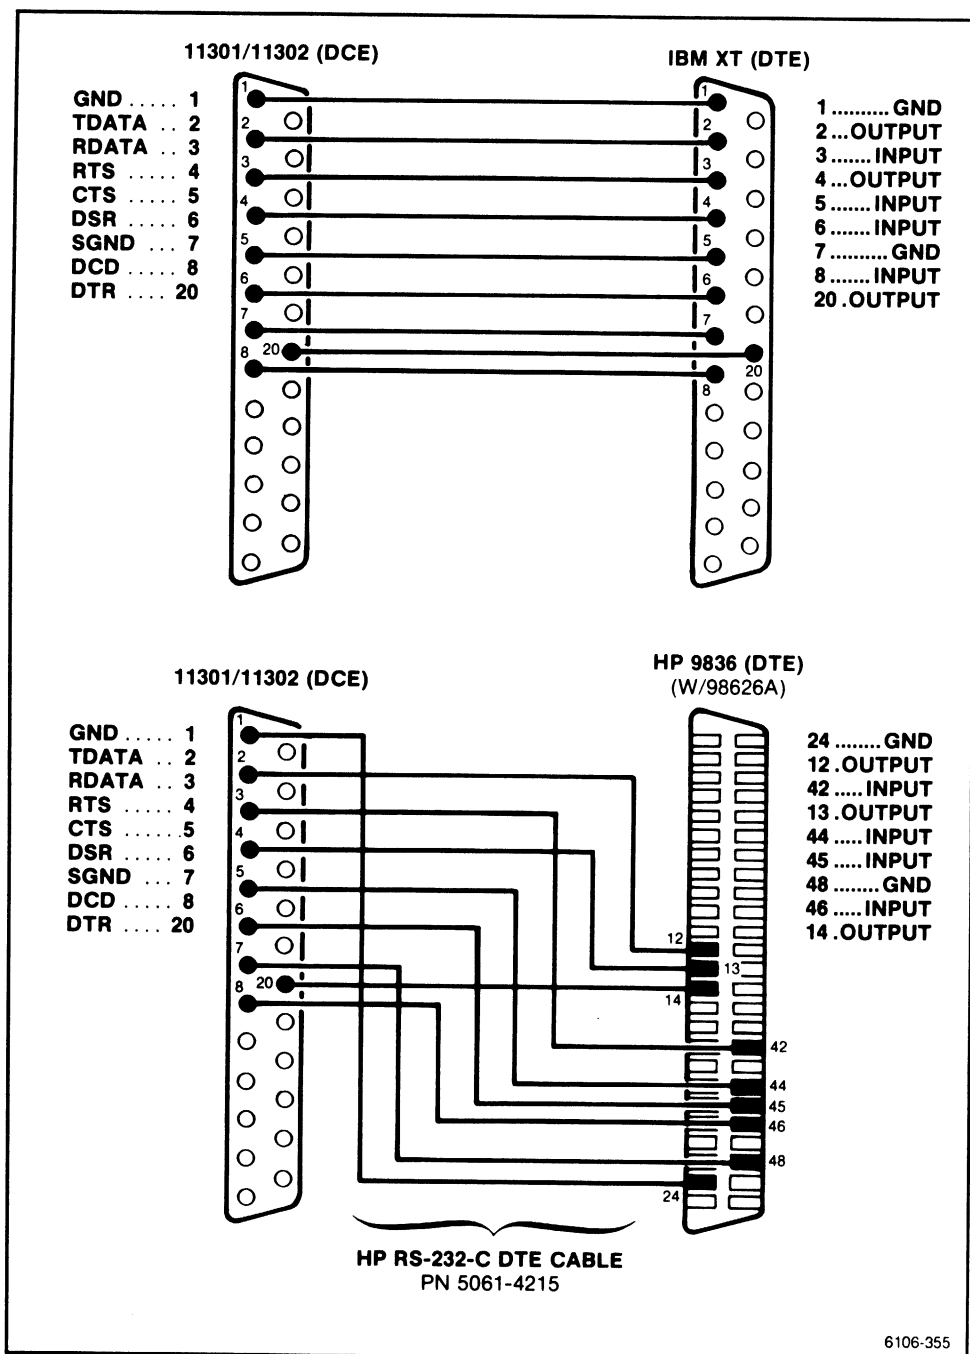 11301/11302 (DCE)
IBM XT (DTE)
GND ..... 1
TDATA .. 2
RDATA .. 3
RTS ..... 4
CTS ..... 5
DSR ..... 6
SGND ... 7
DCD ..... 8
DTR .... 20
1
2
3
4
5
6
7
8
20
1
2
3
4
5
6
7
20
8
1..........GND
2...OUTPUT
3.......INPUT
4...OUTPUT
5.......INPUT
6.......INPUT
7..........GND
8.......INPUT
20.OUTPUT
11301/11302 (DCE)
HP 9836 (DTE)
(W/98626A)
GND ..... 1
TDATA .. 2
RDATA .. 3
RTS ..... 4
CTS ......5
DSR ..... 6
SGND ... 7
DCD ..... 8
DTR .... 20
1
2
3
4
5
6
7
8
20
12
13
14
42
44
45
46
48
24
24........GND
12.OUTPUT
42.....INPUT
13.OUTPUT
44.....INPUT
45.....INPUT
48........GND
46.....INPUT
14.OUTPUT
HP RS-232-C DTE CABLE
PN 5061-4215
6106-355